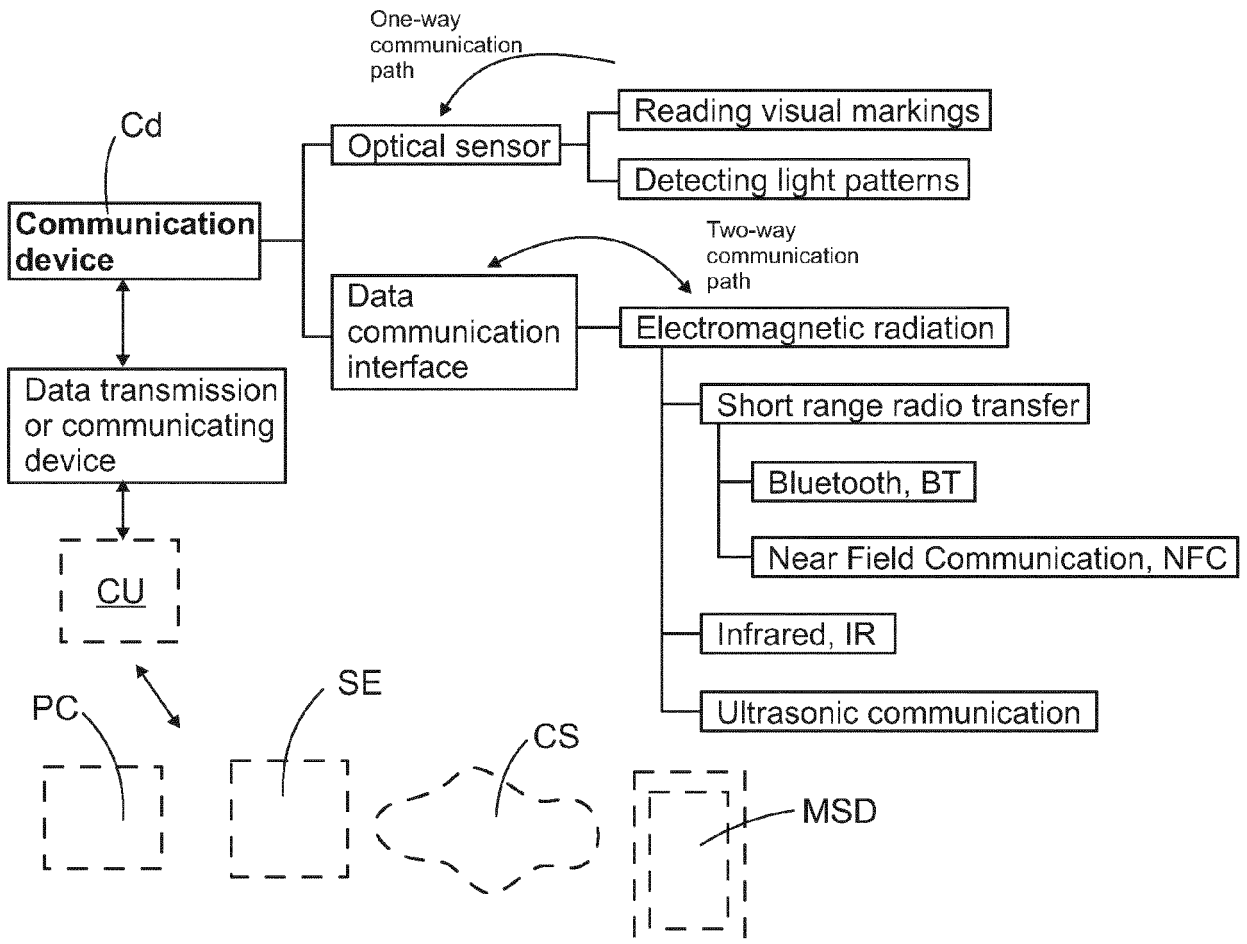 One-way
communication
path
Cd
Reading visual markings
Optical sensor
Detecting light patterns
Communication
device
Two-way
communication
path
Data
communication
interface
Electromagnetic radiation
Data transmission
or communicating
device
Short range radio transfer
Bluetooth, BT
Near Field Communication, NFC
CU
Infrared, IR
Ultrasonic communication
PC
SE
CS
MSD